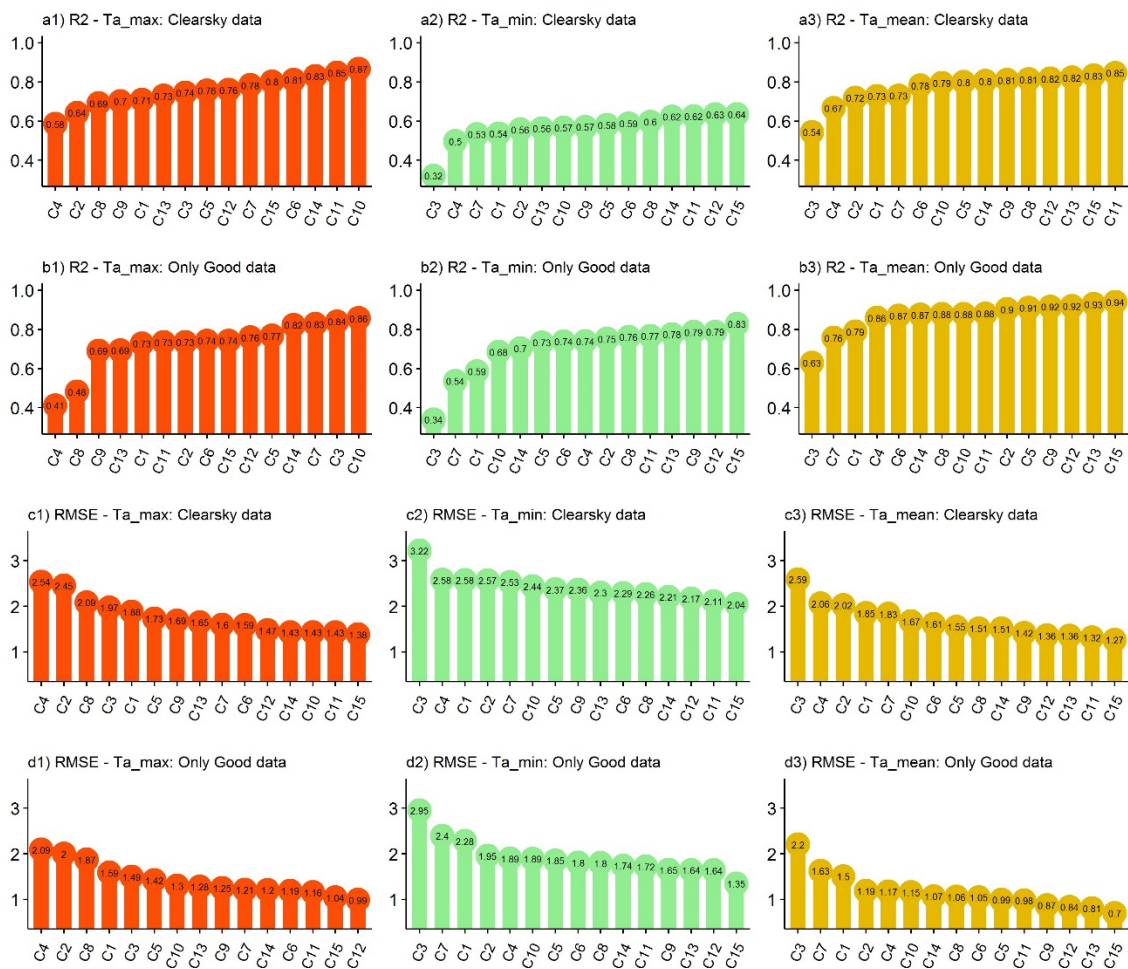 a1) R2 - Ta_max: Clearsky data
1.0
0.8
0.6
0.4
0.58 0.64 0.69 0.7 0.71 0.73 0.74 0.76 0.76 0.78 0.8 0.81 0.83 0.85 0.87
C4 C2 C8 C9 C1 C13 C3 C5 C12 C7 C15 C6 C14 C11 C10
a2) R2 - Ta_min: Clearsky data
1.0
0.8
0.6
0.4
0.32 0.5 0.53 0.54 0.56 0.56 0.57 0.57 0.58 0.59 0.6 0.62 0.62 0.63 0.64
C3 C4 C7 C1 C2 C13 C10 C9 C5 C6 C8 C14 C11 C12 C15
a3) R2 - Ta_mean: Clearsky data
1.0
0.8
0.6
0.4
0.54 0.67 0.72 0.73 0.73 0.78 0.79 0.8 0.8 0.81 0.81 0.82 0.82 0.83 0.85
C3 C4 C2 C1 C7 C6 C10 C5 C14 C9 C8 C12 C13 C15 C11
b1) R2 - Ta_max: Only Good data
1.0
0.8
0.6
0.4
0.41 0.48 0.69 0.69 0.73 0.73 0.73 0.74 0.74 0.76 0.77 0.82 0.83 0.84 0.86
C4 C8 C9 C13 C1 C11 C2 C6 C15 C12 C5 C14 C7 C3 C10
b2) R2 - Ta_min: Only Good data
1.0
0.8
0.6
0.4
0.34 0.54 0.59 0.68 0.7 0.73 0.74 0.74 0.75 0.76 0.77 0.78 0.79 0.79 0.83
C3 C7 C1 C10 C14 C5 C6 C4 C2 C8 C11 C13 C9 C12 C15
b3) R2 - Ta_mean: Only Good data
1.0
0.8
0.6
0.4
0.63 0.76 0.79 0.86 0.87 0.87 0.88 0.88 0.88 0.9 0.91 0.92 0.92 0.93 0.94
C3 C7 C1 C4 C6 C14 C8 C10 C11 C2 C5 C9 C12 C13 C15
c1) RMSE - Ta_max: Clearsky data
3
2
1
2.54 2.45 2.09 1.97 1.88 1.73 1.69 1.65 1.6 1.59 1.47 1.43 1.43 1.43 1.38
C4 C2 C8 C3 C1 C5 C9 C13 C7 C6 C12 C14 C10 C11 C15
c2) RMSE - Ta_min: Clearsky data
3
2
1
3.22 2.58 2.58 2.57 2.53 2.44 2.37 2.36 2.3 2.29 2.26 2.21 2.17 2.11 2.04
C3 C4 C1 C2 C7 C10 C5 C9 C13 C6 C8 C14 C12 C11 C15
c3) RMSE - Ta_mean: Clearsky data
3
2
1
2.59 2.06 2.02 1.85 1.83 1.67 1.61 1.55 1.51 1.51 1.42 1.36 1.36 1.32 1.27
C3 C4 C2 C1 C7 C10 C6 C5 C8 C14 C9 C12 C13 C11 C15
d1) RMSE - Ta_max: Only Good data
3
2
1
2.09 2 1.87 1.59 1.49 1.42 1.3 1.28 1.25 1.21 1.2 1.19 1.16 1.04 0.99
C4 C2 C8 C1 C3 C5 C10 C13 C9 C7 C14 C6 C11 C15 C12
d2) RMSE - Ta_min: Only Good data
3
2
1
2.95 2.4 2.28 1.95 1.89 1.89 1.85 1.8 1.8 1.74 1.72 1.65 1.64 1.64 1.35
C3 C7 C1 C2 C4 C10 C5 C6 C8 C14 C11 C9 C13 C12 C15
d3) RMSE - Ta_mean: Only Good data
3
2
1
2.2 1.63 1.5 1.19 1.17 1.15 1.07 1.06 1.05 0.99 0.98 0.87 0.84 0.81 0.7
C3 C7 C1 C2 C4 C10 C14 C8 C6 C5 C11 C9 C12 C13 C15